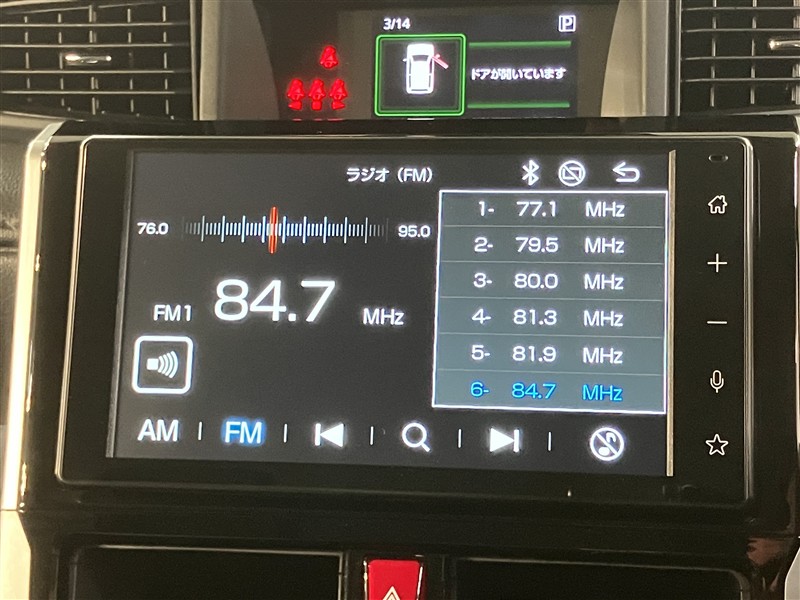 3/14
P
ドアが開いています
ラジオ（FM）
76.0
95.0
FM1 84.7 MHz
1- 77.1 MHz
2- 79.5 MHz
3- 80.0 MHz
4- 81.3 MHz
5- 81.9 MHz
6- 84.7 MHz
AM | FM